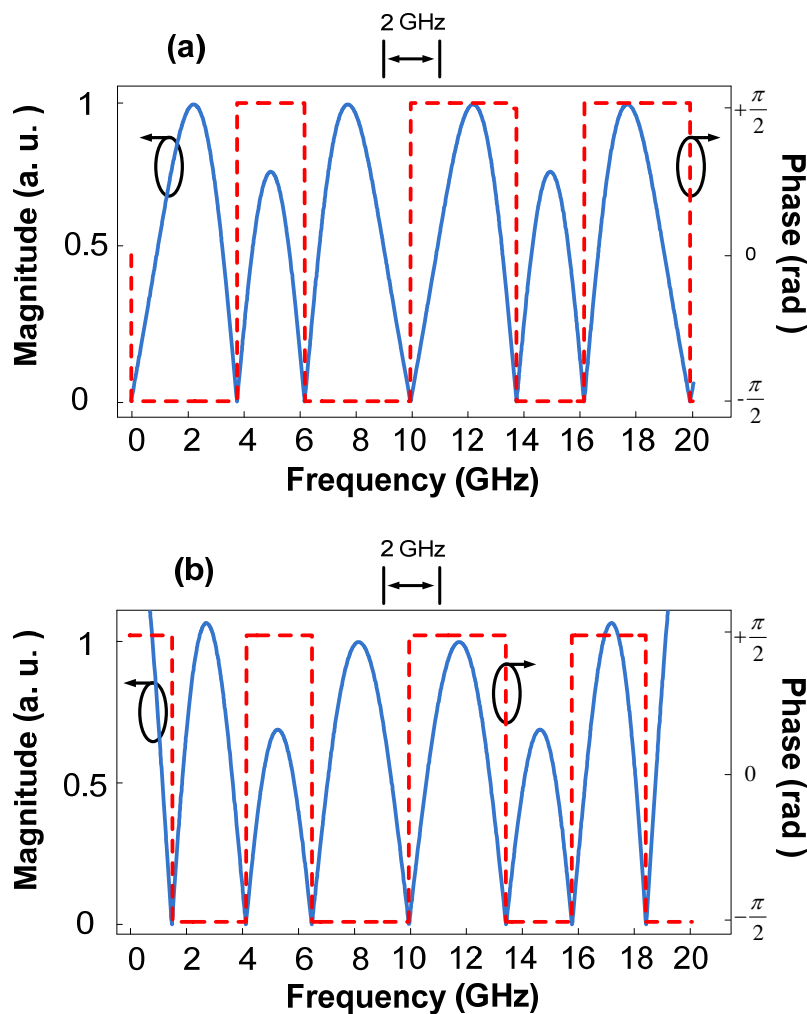 (a)
2 GHz
Magnitude (a. u. )
1
0.5
0
+π/2
0
-π/2
Phase (rad )
0 2 4 6 8 10 12 14 16 18 20
Frequency (GHz)
(b)
2 GHz
Magnitude (a. u. )
1
0.5
0
+π/2
0
−π/2
Phase (rad )
0 2 4 6 8 10 12 14 16 18 20
Frequency (GHz)